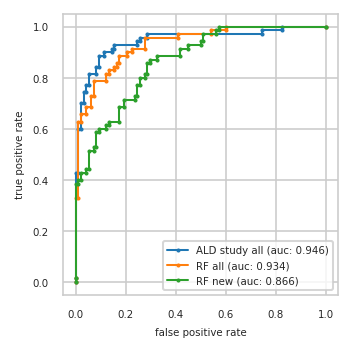 1.0
0.8
0.6
0.4
0.2
0.0
true positive rate
ALD study all (auc: 0.946)
RF all (auc: 0.934)
RF new (auc: 0.866)
0.0 0.2 0.4 0.6 0.8 1.0
false positive rate